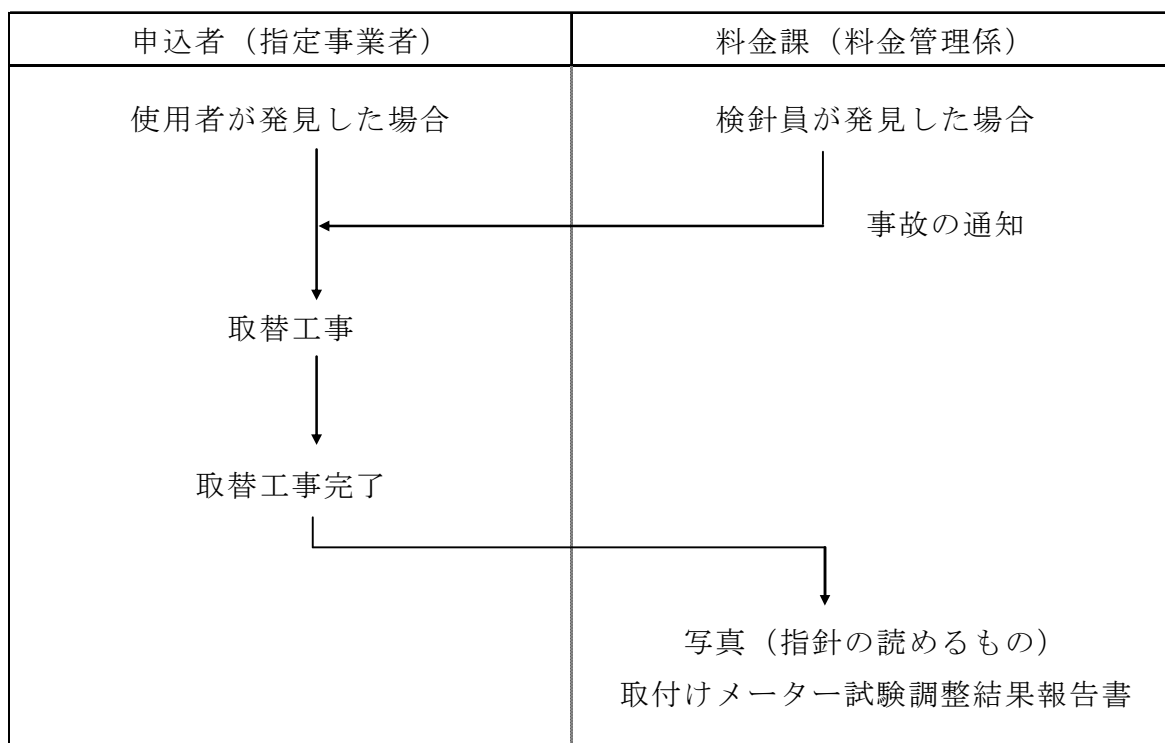 申込者（指定事業者）
料金課（料金管理係）
使用者が発見した場合
検針員が発見した場合
事故の通知
取替工事
取替工事完了
写真（指針の読めるもの）
取付けメーター試験調整結果報告書